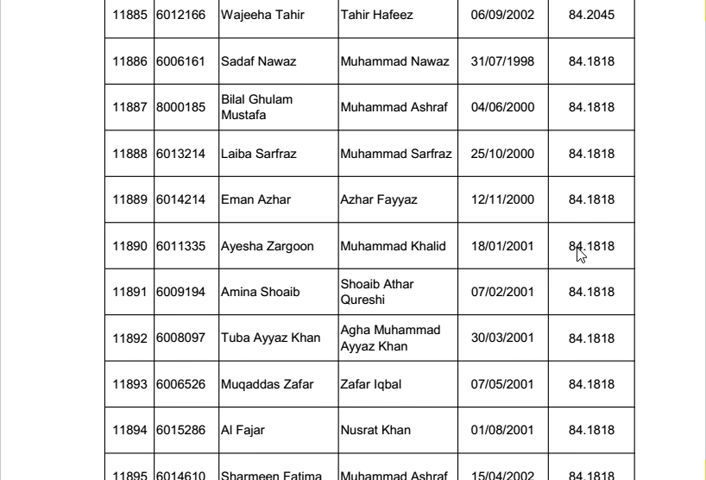 11885 6012166 Wajeeha Tahir Tahir Hafeez 06/09/2002 84.2045
11886 6006161 Sadaf Nawaz Muhammad Nawaz 31/07/1998 84.1818
11887 8000185 Bilal Ghulam Mustafa Muhammad Ashraf 04/06/2000 84.1818
11888 6013214 Laiba Sarfraz Muhammad Sarfraz 25/10/2000 84.1818
11889 6014214 Eman Azhar Azhar Fayyaz 12/11/2000 84.1818
11890 6011335 Ayesha Zargoon Muhammad Khalid 18/01/2001 84.1818
11891 6009194 Amina Shoaib Shoaib Athar Qureshi 07/02/2001 84.1818
11892 6008097 Tuba Ayyaz Khan Agha Muhammad Ayyaz Khan 30/03/2001 84.1818
11893 6006526 Muqaddas Zafar Zafar Iqbal 07/05/2001 84.1818
11894 6015286 Al Fajar Nusrat Khan 01/08/2001 84.1818
11895 6014610 Sharmeen Fatima Muhammad Ashraf 15/04/2002 84.1818